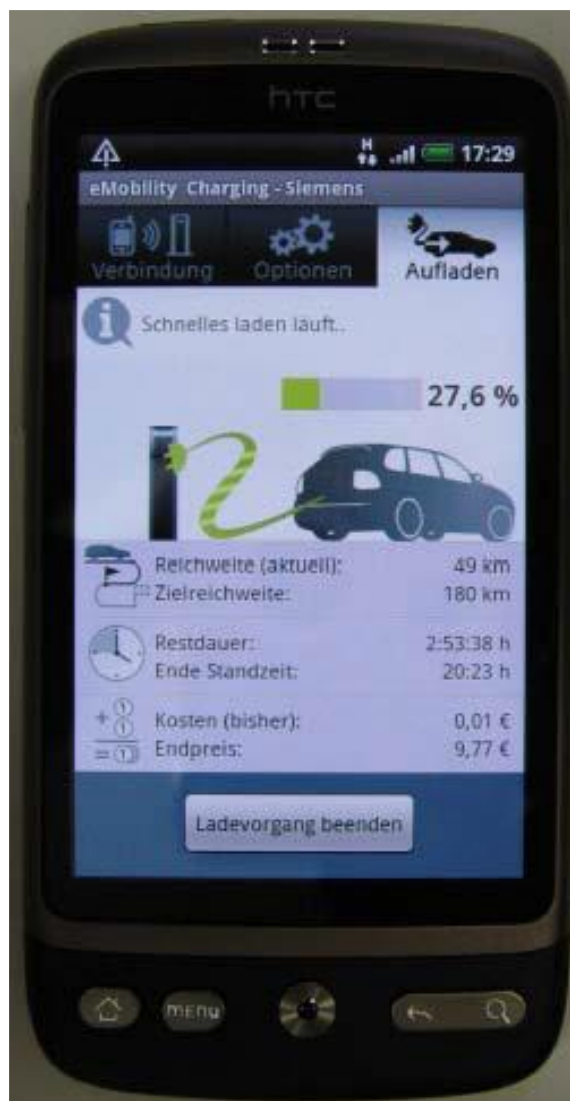 hTC
H 17:29
eMobility Charging - Siemens
Verbindung Optionen Aufladen
Schnelles laden läuft..
27,6 %
Reichweite (aktuell): 49 km
Zielreichweite: 180 km
Restdauer: 2:53:38 h
Ende Standzeit: 20:23 h
Kosten (bisher): 0,01 €
Endpreis: 9,77 €
Ladevorgang beenden
menu